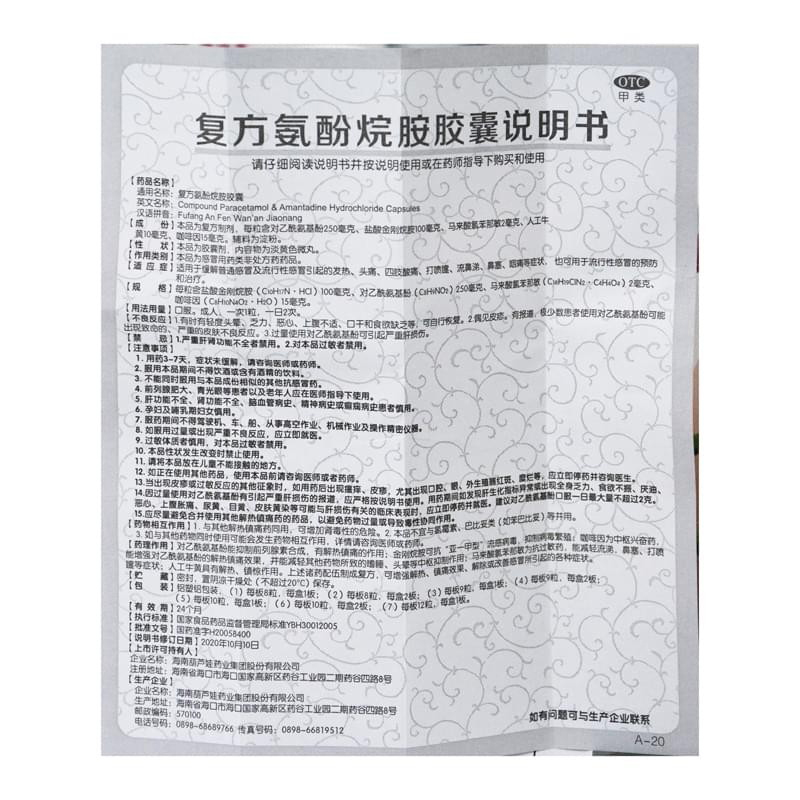 OTC
甲类
复方氨酚烷胺胶囊说明书
请仔细阅读说明书并按说明使用或在药师指导下购买和使用
【药品名称】
通用名称：复方氨酚烷胺胶囊
英文名称：Compound Paracetamol & Amantadine Hydrochloride Capsules
汉语拼音：Fufang An Fen Wan'an Jiaonang
【成 份】本品为复方制剂，每粒含对乙酰氨基酚250毫克、盐酸金刚烷胺100毫克、马来酸氯苯那敏2毫克、人工牛
黄10毫克、咖啡因15毫克。辅料为淀粉。
【性 状】本品为胶囊剂，内容物为淡黄色微丸。
【作用类别】本品为感冒用药类非处方药药品。
【适 应 症】适用于缓解普通感冒及流行性感冒引起的发热、头痛、四肢酸痛、打喷嚏、流鼻涕、鼻塞、咽痛等症状，也可用于流行性感冒的预防
和治疗。
【规 格】每粒含盐酸金刚烷胺（C10H17N·HCl）100毫克，对乙酰氨基酚（C8H9NO2）250毫克，马来酸氯苯那敏（C16H19ClN2·C4H4O4）2毫克，
咖啡因（C8H10N4O2·H2O）15毫克。
【用法用量】口服。成人，一次1粒，一日2次。
【不良反应】1.有时有轻度头晕、乏力、恶心、上腹不适、口干和食欲缺乏等，可自行恢复。2.偶见皮疹。有报道，极少数患者使用对乙酰氨基酚可能
出现致命的、严重的皮肤不良反应。3.过量使用对乙酰氨基酚可引起严重肝损伤。
【禁 忌】1.严重肝肾功能不全者禁用。2.对本品过敏者禁用。
【注意事项】
1. 用药3-7天，症状未缓解，请咨询医师或药师。
2. 服用本品期间不得饮酒或含有酒精的饮料。
3. 不能同时服用与本品成份相似的其他抗感冒药。
4. 前列腺肥大、青光眼等患者以及老年人应在医师指导下使用。
5. 肝功能不全、肾功能不全、脑血管病史、精神病史或癫痫病史患者慎用。
6. 孕妇及哺乳期妇女慎用。
7. 服药期间不得驾驶机、车、船、从事高空作业、机械作业及操作精密仪器。
8. 如服用过量或出现严重不良反应，应立即就医。
9. 过敏体质者慎用，对本品过敏者禁用。
10. 本品性状发生改变时禁止使用。
11. 请将本品放在儿童不能接触的地方。
12. 如正在使用其他药品，使用本品前请咨询医师或者药师。
13. 当出现皮疹或过敏反应的其他征象时，如用药后出现瘙痒、皮疹，尤其出现口腔、眼、外生殖器红斑、糜烂等，应立即停药并咨询医生。
14.因过量使用对乙酰氨基酚有引起严重肝损伤的报道，应严格按说明书使用。用药期间如发现肝生化指标异常或出现全身乏力、食欲不振、厌油、
恶心、上腹胀痛、尿黄、目黄、皮肤黄染等可能与肝损伤有关的临床表现时，应立即停药并就医。建议对乙酰氨基酚口服一日最大量不超过2克。
15.应尽量避免合并使用其他解热镇痛药的药品，以避免药物过量或导致毒性协同作用。
【药物相互作用】1.与其他解热镇痛药同用，可增加肾毒性的危险。2.本品不宜与氯霉素、巴比妥类（如苯巴比妥）等并用。
3. 如与其他药物同时使用可能会发生药物相互作用，详情请咨询医师或药师。
【药理作用】对乙酰氨基酚能抑制前列腺素合成，有解热镇痛的作用；金刚烷胺可抗“亚-甲型”流感病毒，抑制病毒繁殖；咖啡因为中枢兴奋药，
能增强对乙酰氨基酚的解热镇痛效果，并能减轻其他药物所致的嗜睡、头晕等中枢抑制作用；马来酸氯苯那敏为抗过敏药，能减轻流涕、鼻塞、打喷
嚏等症状；人工牛黄具有解热、镇惊作用。上述诸药配伍制成复方，可增强解热、镇痛效果，解除或改善感冒所引起的各种症状。
【贮 藏】密封，置阴凉干燥处（不超过20℃）保存。
【包 装】铝塑铝包装，（1）每板8粒，每盒1板；（2）每板8粒，每盒2板；（3）每板9粒，每盒1板；（4）每板9粒，每盒2板；
（5）每板10粒，每盒1板；（6）每板10粒，每盒2板；（7）每板12粒，每盒1板。
【有 效 期】24个月
【执行标准】国家食品药品监督管理局标准YBH30012005
【批准文号】国药准字H20058400
【说明书修订日期】2020年10月10日
【上市许可持有人】
企业名称：海南葫芦娃药业集团股份有限公司
注册地址：海南省海口市海口国家高新区药谷工业园二期药谷四路8号
【生产企业】
企业名称：海南葫芦娃药业集团股份有限公司
生产地址：海南省海口市海口国家高新区药谷工业园二期药谷四路8号
邮政编码：570100
电话号码：0898-68689766 传真号码：0898-66819512
如有问题可与生产企业联系
A-20